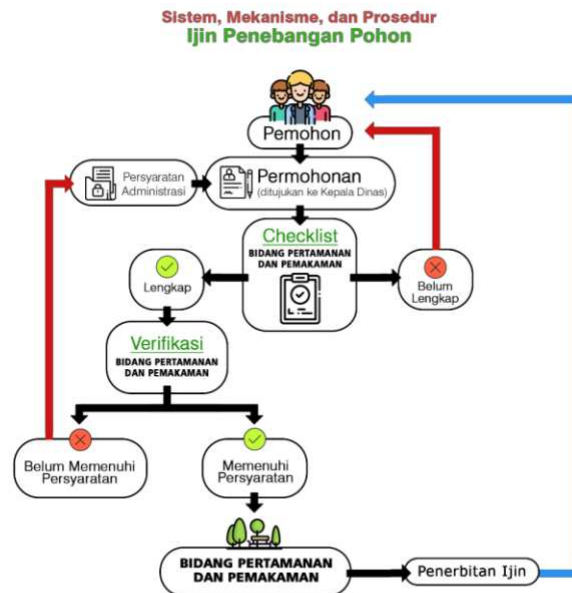 Sistem, Mekanisme, dan Prosedur
Ijin Penebangan Pohon
Pemohon
Persyaratan
Administrasi
Permohonan
(ditujukan ke Kepala Dinas)
Checklist
BIDANG PERTAMANAN
DAN PEMAKAMAN
Lengkap
Belum
Lengkap
Verifikasi
BIDANG PERTAMANAN
DAN PEMAKAMAN
Belum Memenuhi
Persyaratan
Memenuhi
Persyaratan
BIDANG PERTAMANAN
DAN PEMAKAMAN
Penerbitan Ijin